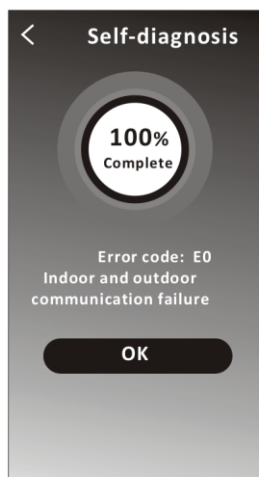 Self-diagnosis
100%
Complete
Error code: E0
Indoor and outdoor
communication failure
OK